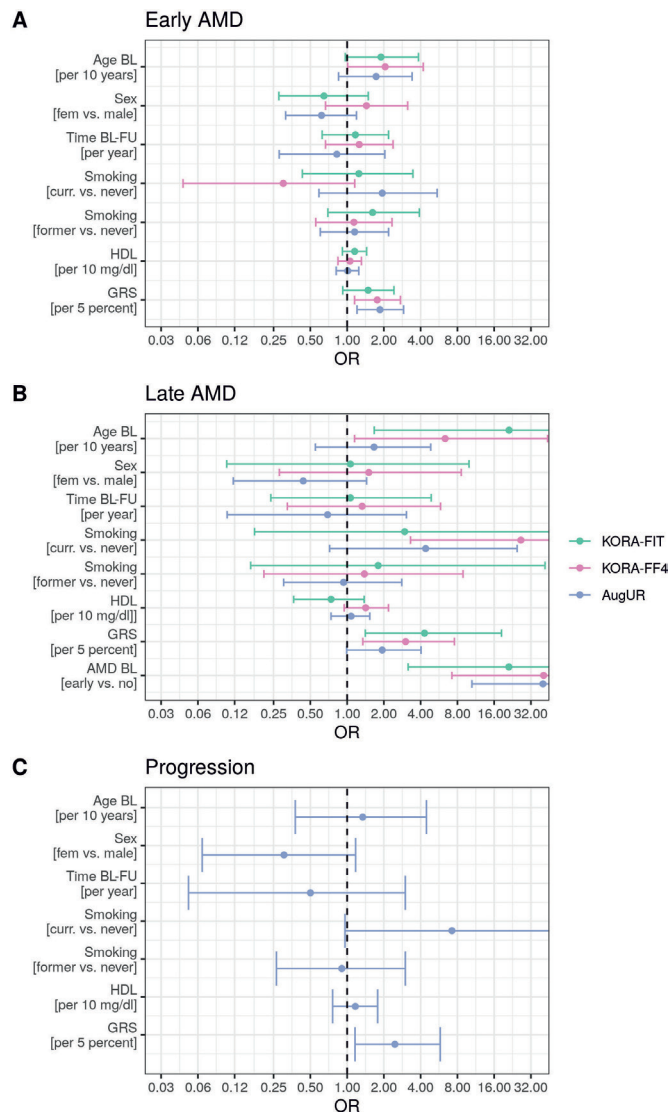 A Early AMD
Age BL
[per 10 years]
Sex
[fem vs. male]
Time BL-FU
[per year]
Smoking
[curr. vs. never]
Smoking
[former vs. never]
HDL
[per 10 mg/dl]
GRS
[per 5 percent]
0.03 0.06 0.12 0.25 0.50 1.00 2.00 4.00 8.00 16.00 32.00
OR
B Late AMD
Age BL
[per 10 years]
Sex
[fem vs. male]
Time BL-FU
[per year]
Smoking
[curr. vs. never]
Smoking
[former vs. never]
HDL
[per 10 mg/dl]]
GRS
[per 5 percent]
AMD BL
[early vs. no]
0.03 0.06 0.12 0.25 0.50 1.00 2.00 4.00 8.00 16.00 32.00
OR
KORA-FIT
KORA-FF4
AugUR
C Progression
Age BL
[per 10 years]
Sex
[fem vs. male]
Time BL-FU
[per year]
Smoking
[curr. vs. never]
Smoking
[former vs. never]
HDL
[per 10 mg/dl]
GRS
[per 5 percent]
0.03 0.06 0.12 0.25 0.50 1.00 2.00 4.00 8.00 16.00 32.00
OR